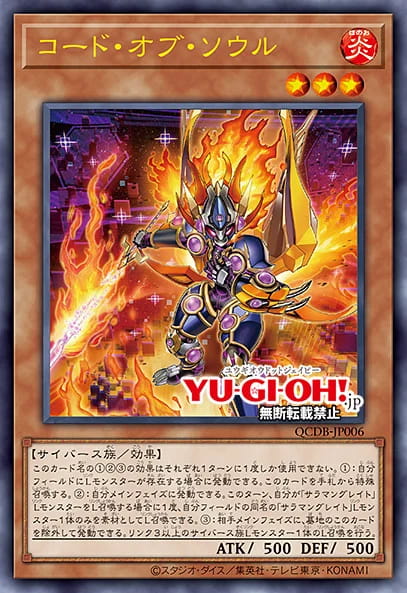 コード・オブ・ソウル
ほのお
炎
ユウギオウドットジェイピー
YU-GI-OH!.jp
無断転載禁止
QCDB-JP006
【サイバース族/効果】
このカード名の①②③の効果はそれぞれ1ターンに1度しか使用できない。①:自分
フィールドにLモンスターが存在する場合に発動できる。このカードを手札から特殊
召喚する。②:自分メインフェイズに発動できる。このターン、自分が「サラマングレイト」
Lモンスターをし召喚する場合に1度、自分フィールドの同名の「サラマングレイト」Lモン
スター1体のみを素材としてL召喚できる。③:相手メインフェイズに、墓地のこのカード
を除外して発動できる。リンク3以上のサイバース族Lモンスター1体のL召喚を行う。
ATK/ 500 DEF/ 500
©スタジオ・ダイス/集英社・テレビ東京・KONAMI